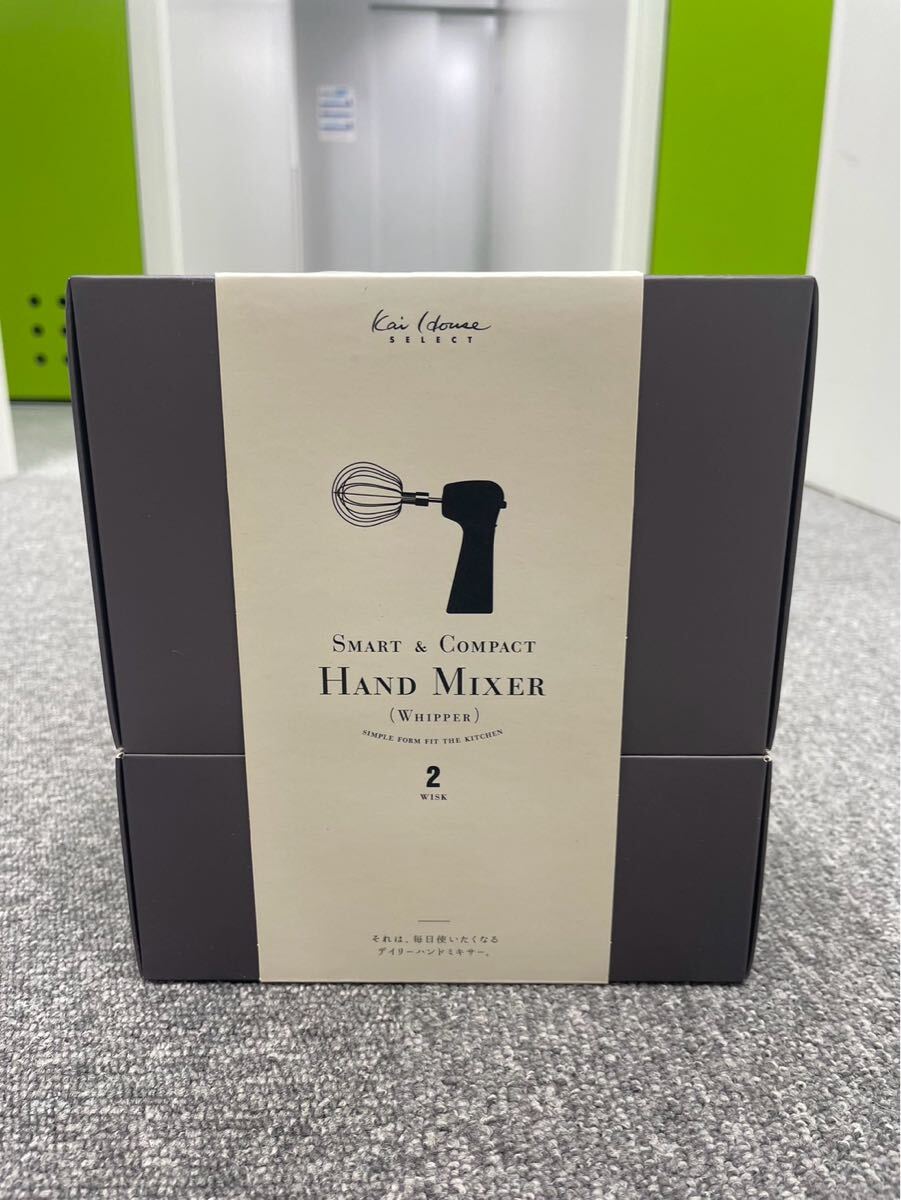 Kai House
SELECT
SMART & COMPACT
HAND MIXER
(WHIPPER)
SIMPLE FORM FIT THE KITCHEN
2
WISK
それは、毎日使いたくなる
デイリーハンドミキサー。